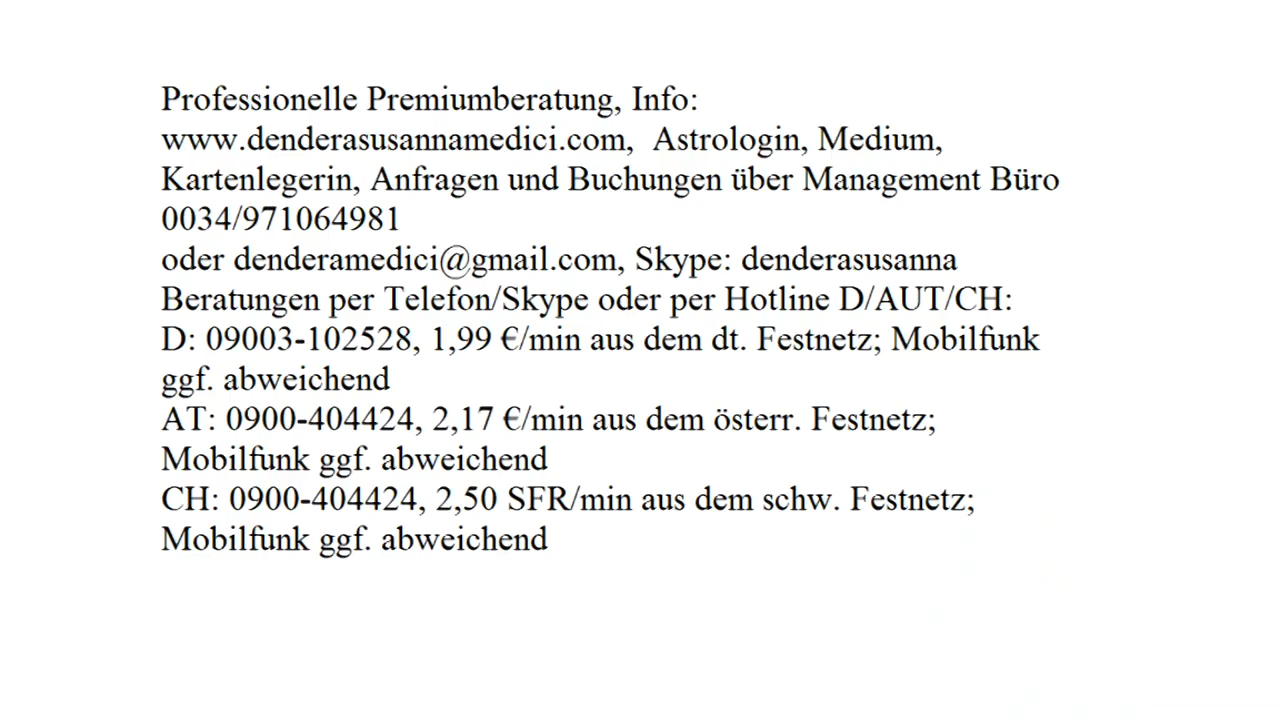 Professionelle Premiumberatung, Info:
www.denderasusannamedici.com,  Astrologin, Medium,
Kartenlegerin, Anfragen und Buchungen über Management Büro
0034/971064981
oder denderamedici@gmail.com, Skype: denderasusanna
Beratungen per Telefon/Skype oder per Hotline D/AUT/CH:
D: 09003-102528, 1,99 €/min aus dem dt. Festnetz; Mobilfunk
ggf. abweichend
AT: 0900-404424, 2,17 €/min aus dem österr. Festnetz;
Mobilfunk ggf. abweichend
CH: 0900-404424, 2,50 SFR/min aus dem schw. Festnetz;
Mobilfunk ggf. abweichend